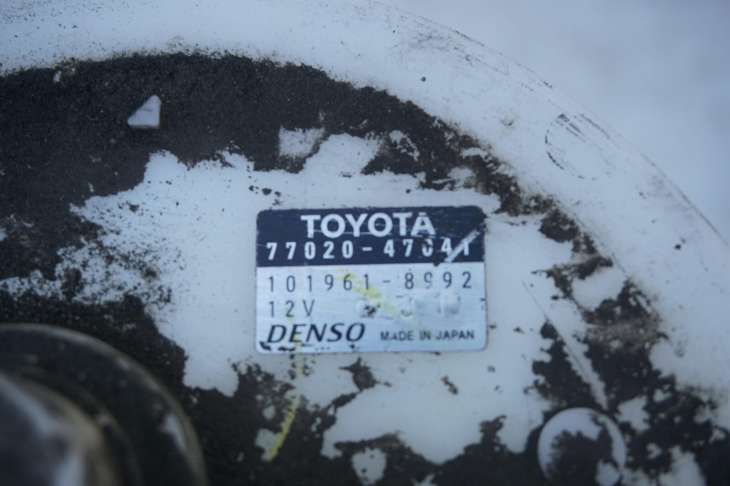 TOYOTA
77020-47041
101961-8992
12V
DENSO MADE IN JAPAN